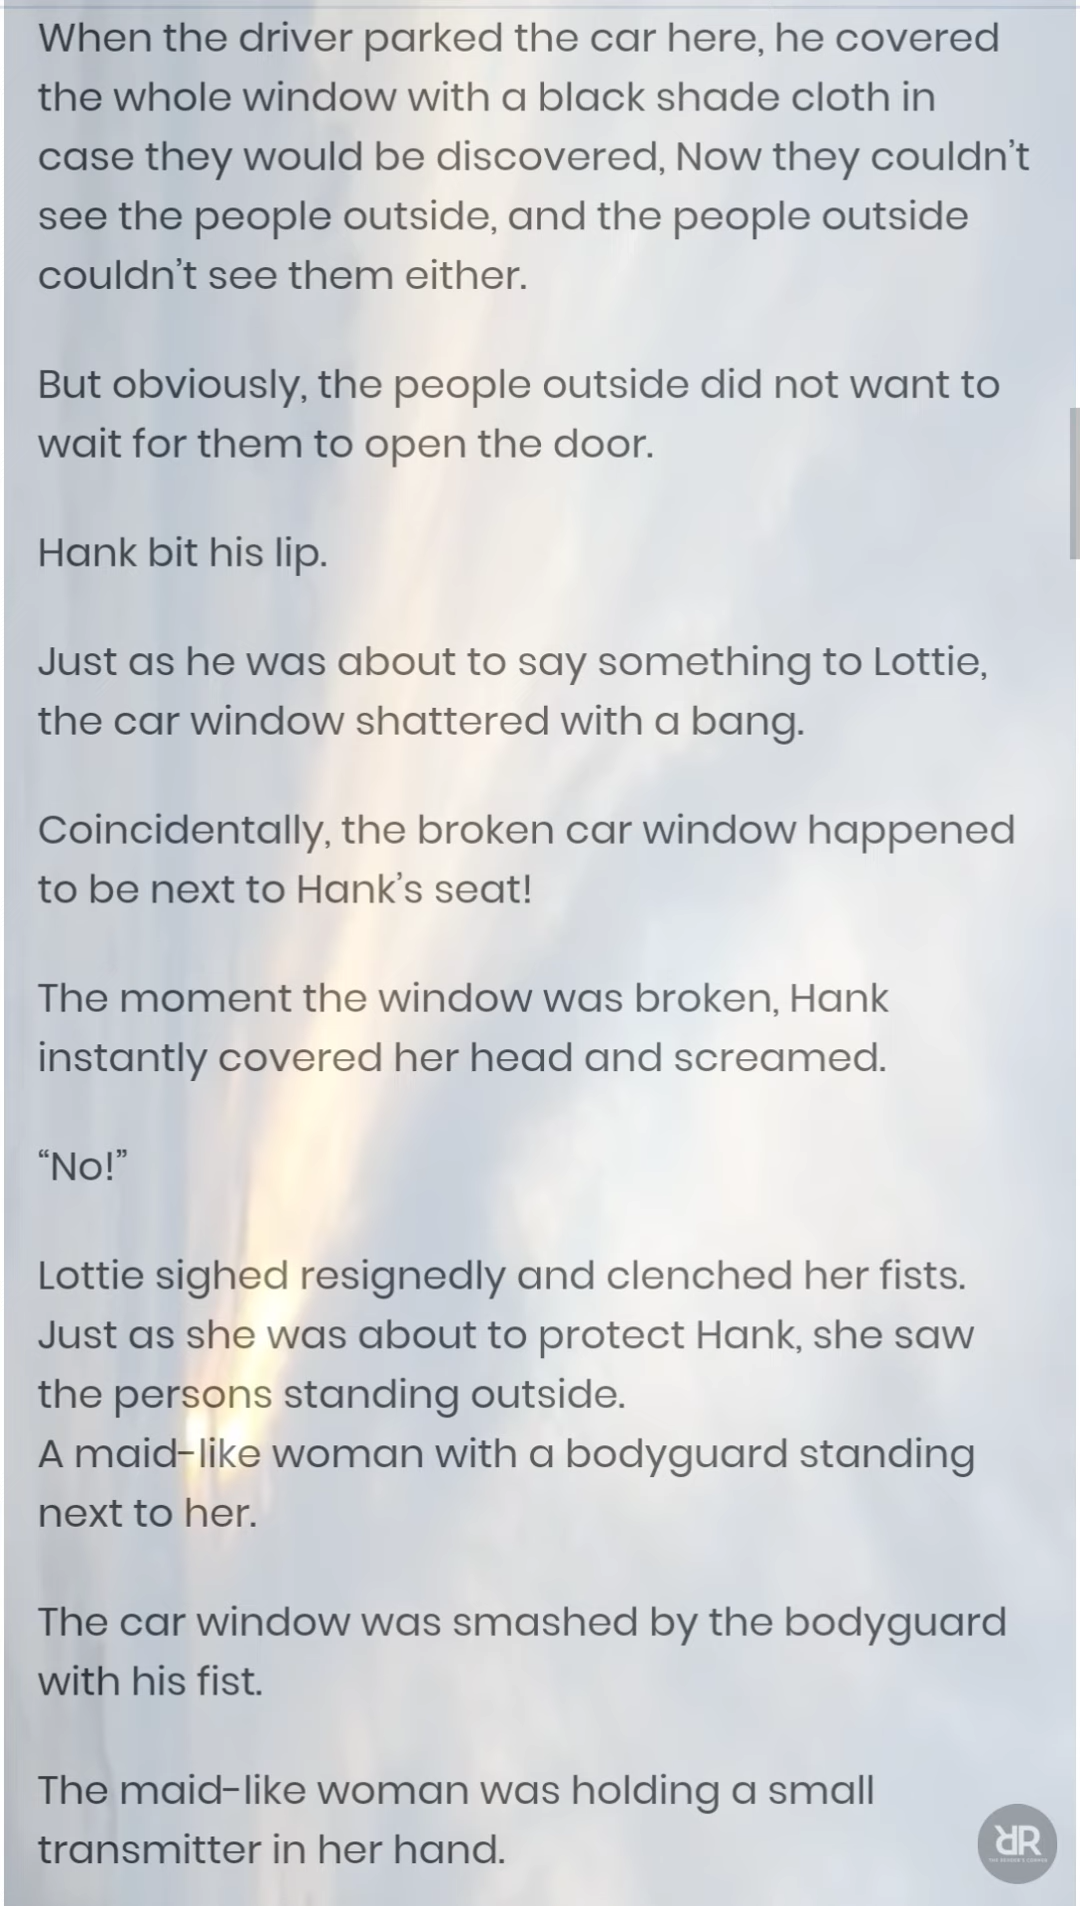 When the driver parked the car here, he covered
the whole window with a black shade cloth in
case they would be discovered, Now they couldn’t
see the people outside, and the people outside
couldn’t see them either.
But obviously, the people outside did not want to
wait for them to open the door.
Hank bit his lip.
Just as he was about to say something to Lottie,
the car window shattered with a bang.
Coincidentally, the broken car window happened
to be next to Hank’s seat!
The moment the window was broken, Hank
instantly covered her head and screamed.
“No!”
Lottie sighed resignedly and clenched her fists.
Just as she was about to protect Hank, she saw
the persons standing outside.
A maid-like woman with a bodyguard standing
next to her.
The car window was smashed by the bodyguard
with his fist.
The maid-like woman was holding a small
transmitter in her hand.